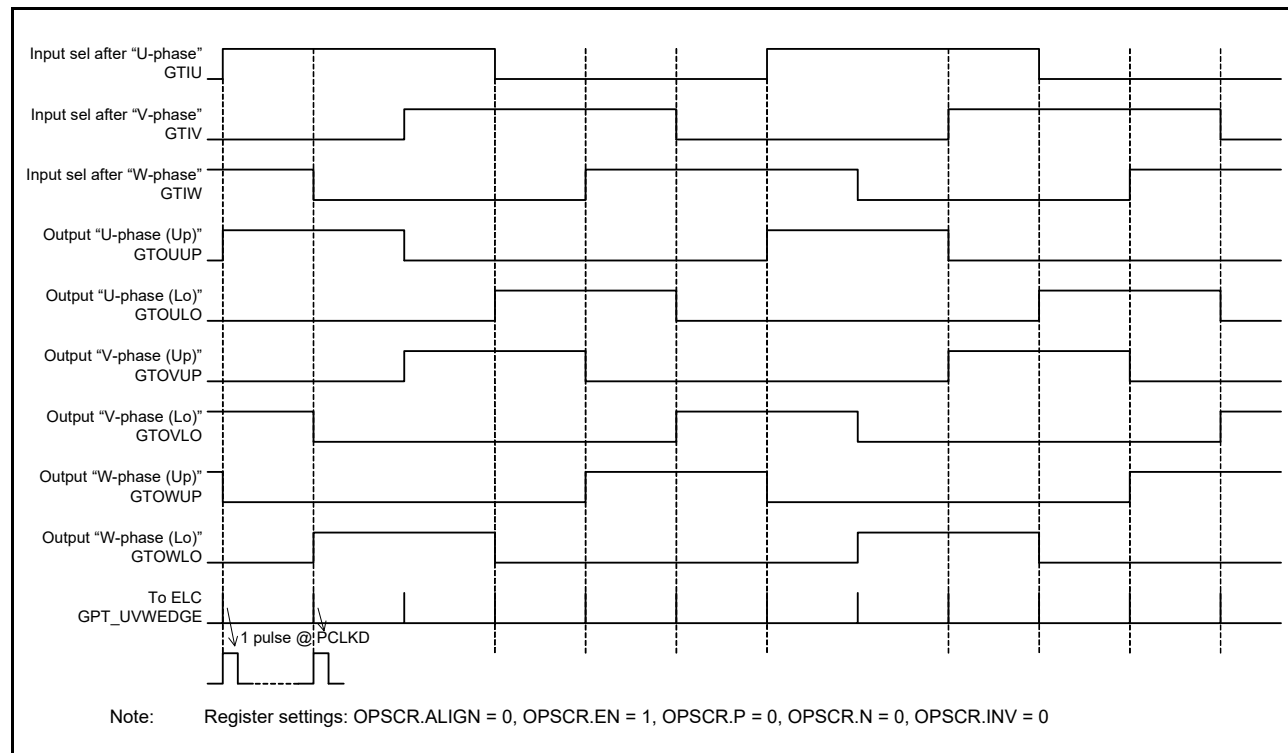 Input sel after “U-phase”
GTIU
Input sel after “V-phase”
GTIV
Input sel after “W-phase”
GTIW
Output “U-phase (Up)”
GTOUUP
Output “U-phase (Lo)”
GTOULO
Output “V-phase (Up)”
GTOVUP
Output “V-phase (Lo)”
GTOVLO
Output “W-phase (Up)”
GTOWUP
Output “W-phase (Lo)”
GTOWLO
To ELC
GPT_UVWEDGE
1 pulse @ PCLKD
Note: Register settings: OPSCR.ALIGN = 0, OPSCR.EN = 1, OPSCR.P = 0, OPSCR.N = 0, OPSCR.INV = 0